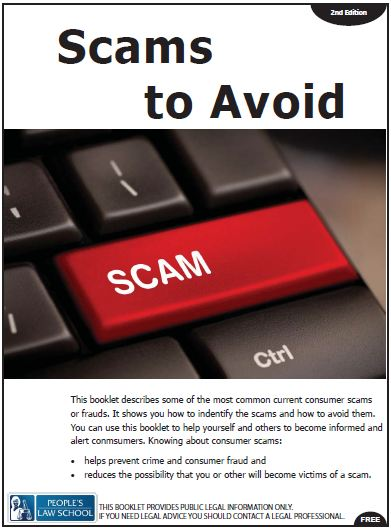 2nd Edition
Scams
to Avoid
SCAM
Ctrl
This booklet describes some of the most common current consumer scams
or frauds. It shows you how to indentify the scams and how to avoid them.
You can use this booklet to help yourself and others to become informed and
alert comsumers. Knowing about consumer scams:
• helps prevent crime and consumer fraud and
• reduces the possibility that you or other will become victims of a scam.
PEOPLE'S
LAW SCHOOL
THIS BOOKLET PROVIDES PUBLIC LEGAL INFORMATION ONLY.
IF YOU NEED LEGAL ADVICE YOU SHOULD CONTACT A LEGAL PROFESSIONAL.
FREE